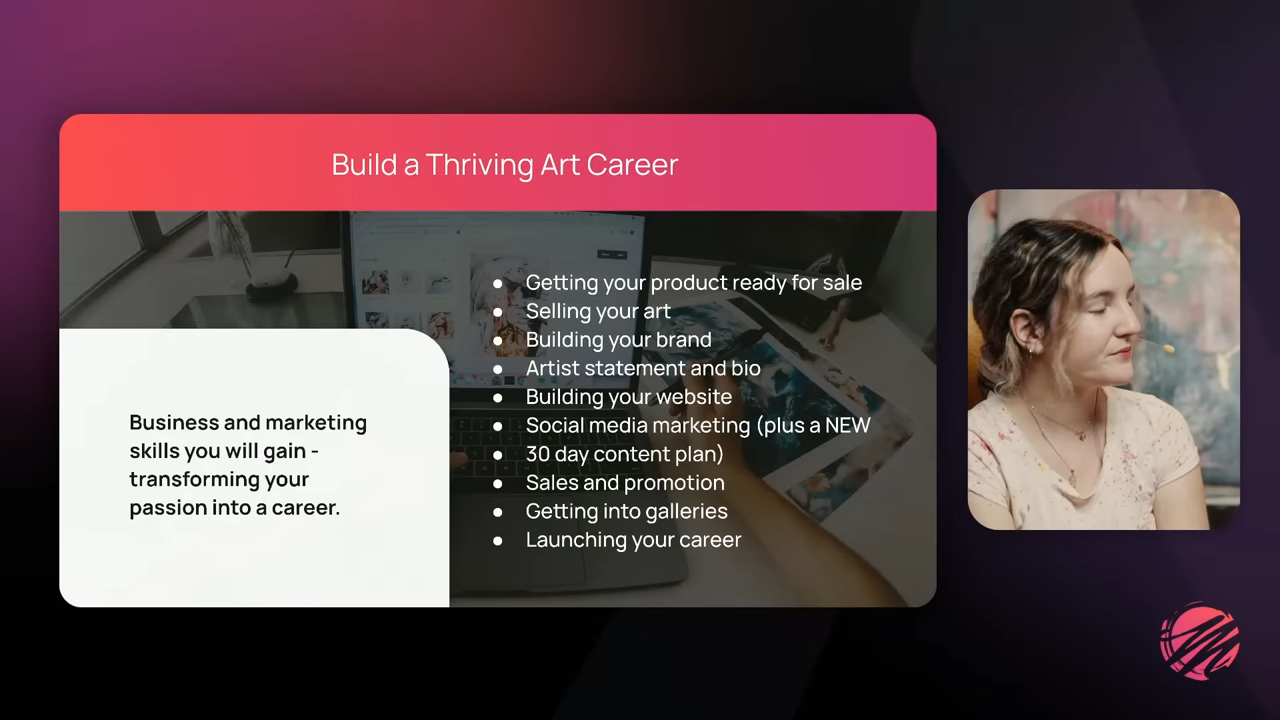 Build a Thriving Art Career
Business and marketing
skills you will gain -
transforming your
passion into a career.
● Getting your product ready for sale
● Selling your art
● Building your brand
● Artist statement and bio
● Building your website
● Social media marketing (plus a NEW
● 30 day content plan)
● Sales and promotion
● Getting into galleries
● Launching your career